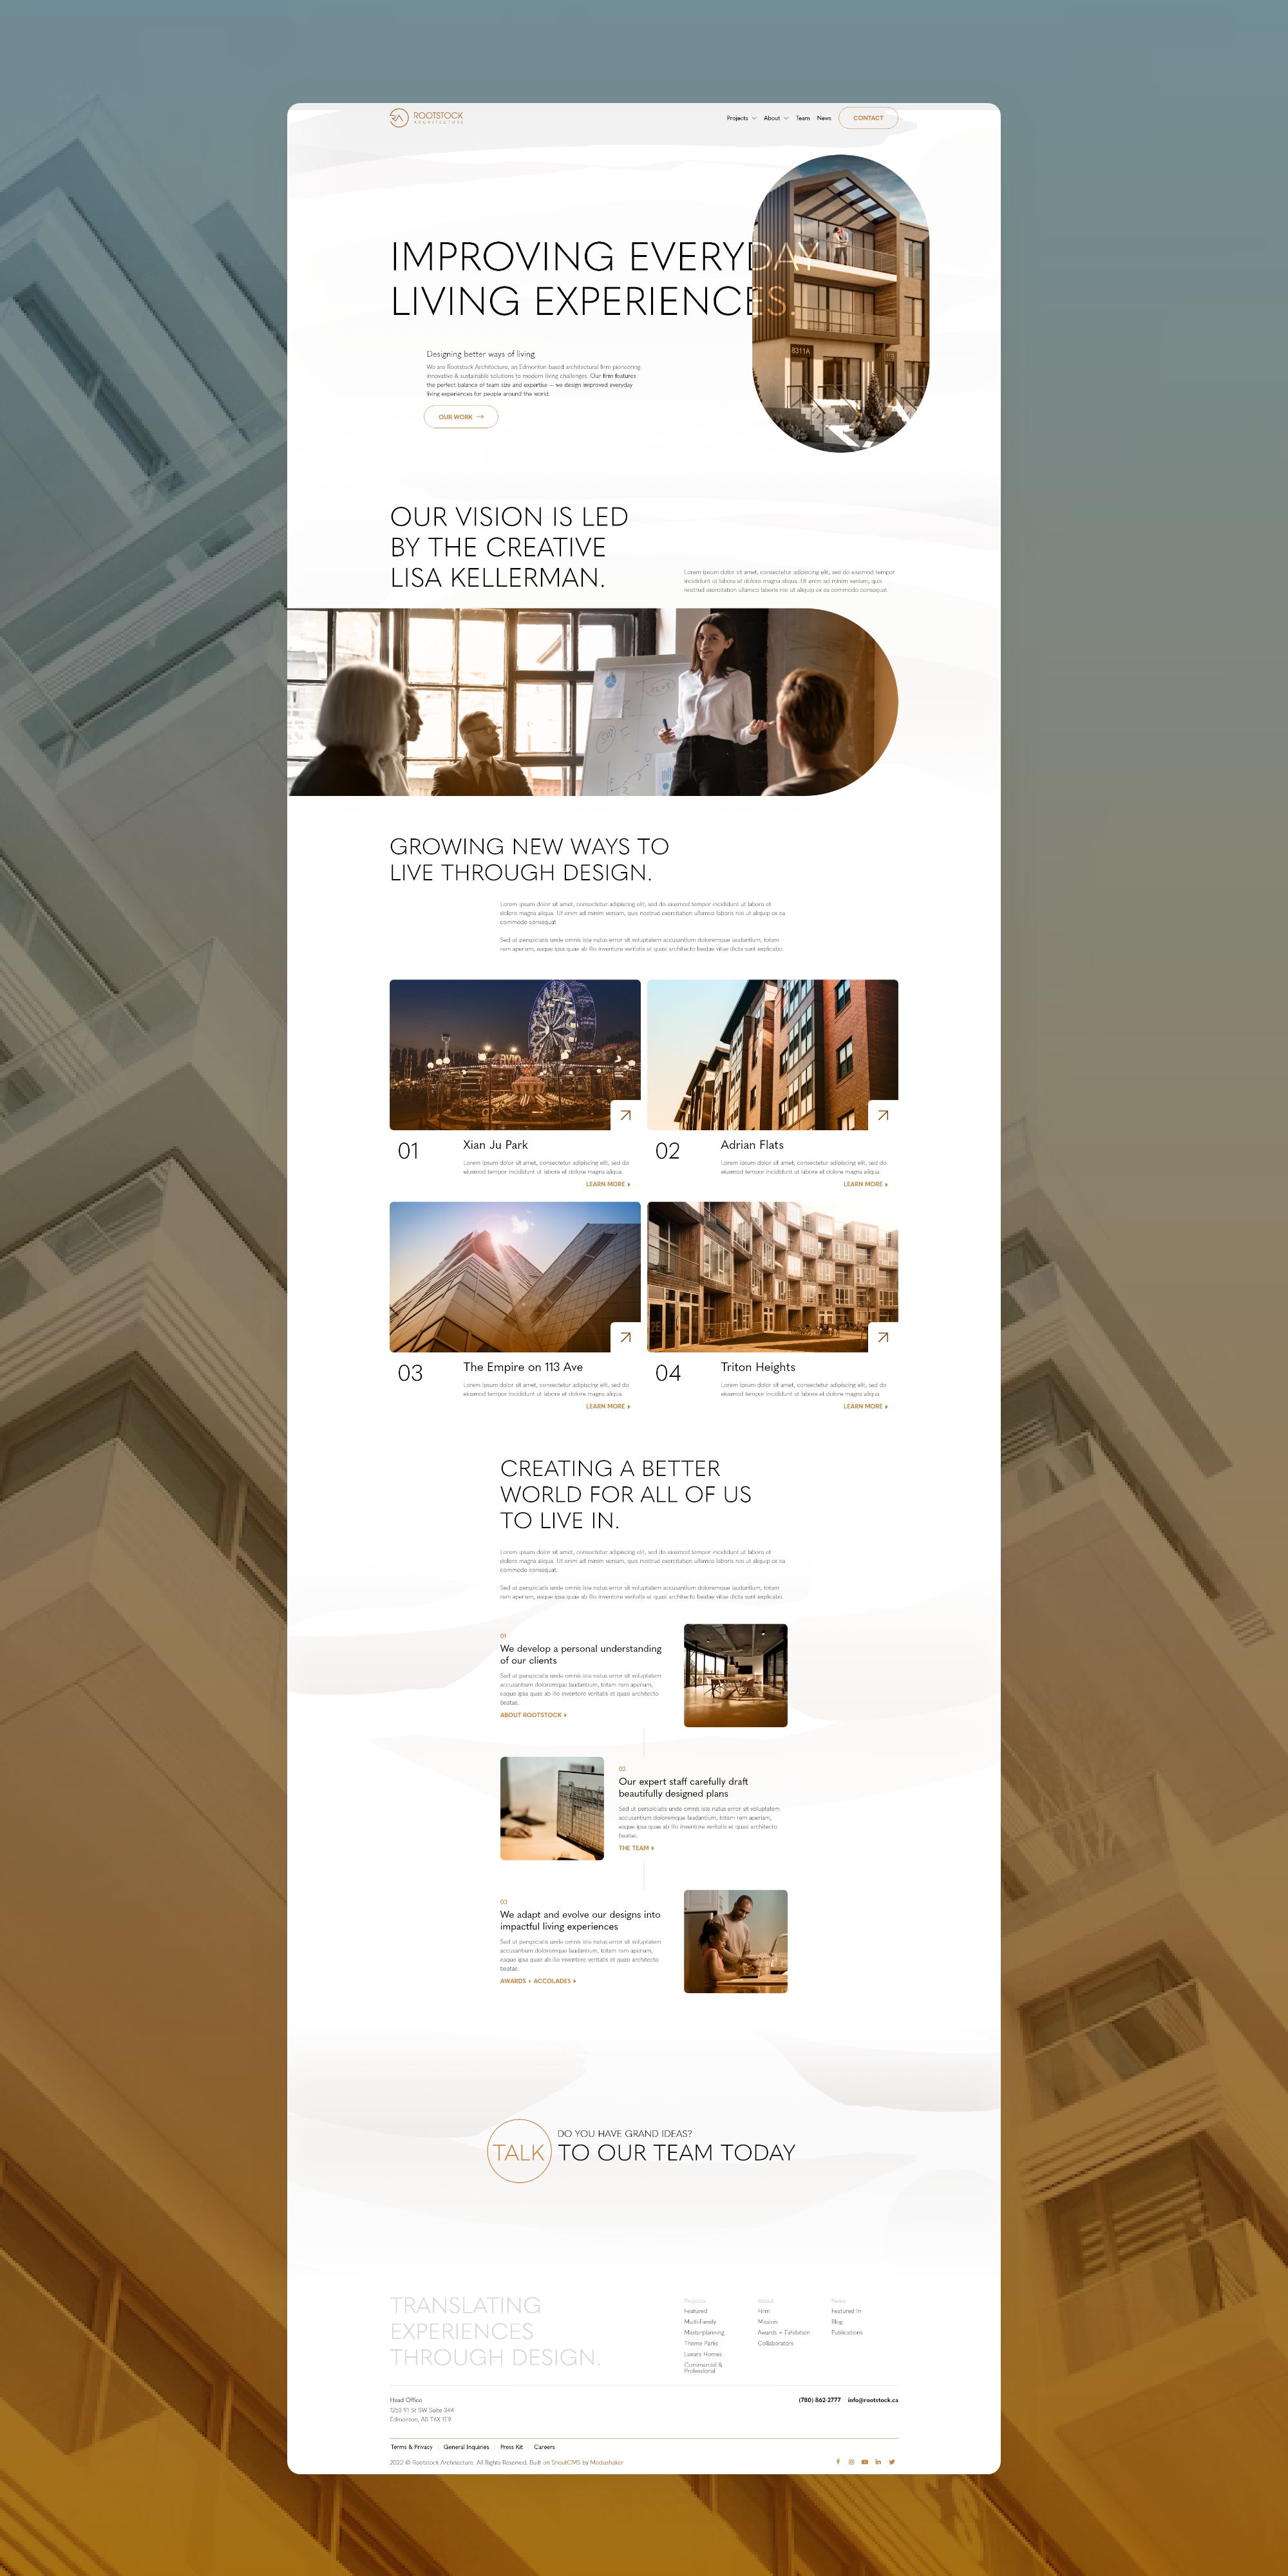 ROOTSTOCK
ARCHITECTURE
Projects
About
Team
News
CONTACT
IMPROVING EVERYDAY
LIVING EXPERIENCES.
8311A
Designing better ways of living
We are Rootstock Architecture, an Edmonton based architectural firm pioneering
innovative & sustainable solutions to modern living challenges. Our firm features
the perfect balance of team size and expertise — we design improved everyday
living experiences for people around the world.
OUR WORK
OUR VISION IS LED
BY THE CREATIVE
LISA KELLERMAN.
Lorem ipsum dolor sit amet, consectetur adipiscing elit, sed do eiusmod tempor
incididunt ut labore et dolore magna aliqua. Ut enim ad minim veniam, quis
nostrud exercitation ullamco laboris nisi ut aliquip ex ea commodo consequat.
GROWING NEW WAYS TO
LIVE THROUGH DESIGN.
Lorem ipsum dolor sit amet, consectetur adipiscing elit, sed do eiusmod tempor incididunt ut labore et
dolore magna aliqua. Ut enim ad minim veniam, quis nostrud exercitation ullamco laboris nisi ut aliquip ex ea
commodo consequat
Sed ut perspiciatis unde omnis iste natus error sit voluptatem accusantium doloremque laudantium, totam
rem aperiam, eaque ipsa quae ab illo inventore veritatis et quasi architecto beatae vitae dicta sunt explicabo.
01
Xian Ju Park
Lorem ipsum dolor sit amet, consectetur adipiscing elit, sed do
eiusmod tempor incididunt ut labore et dolore magna aliqua.
LEARN MORE
02
Adrian Flats
Lorem ipsum dolor sit amet, consectetur adipiscing elit, sed do
eiusmod tempor incididunt ut labore et dolore magna aliqua
LEARN MORE
03
The Empire on 113 Ave
Lorem ipsum dolor sit amet, consectetur adipiscing elit, sed do
eiusmod tempor incididunt ut labore et dolore magna aliqua.
LEARN MORE
04
Triton Heights
Lorem ipsum dolor sit amet, consectetur adipiscing elit, sed do
eiusmod tempor incididunt ut labore et dolore magna aliqua
LEARN MORE
CREATING A BETTER
WORLD FOR ALL OF US
TO LIVE IN.
Lorem ipsum dolor sit amet, consectetur adipiscing elit, sed do eiusmod tempor incididunt ut labore et
dolore magna aliqua. Ut enim ad minim veniam, quis nostrud exercitation ullamco laboris nisi ut aliquip ex ea
commodo consequat.
Sed ut perspiciatis unde omnis iste natus error sit voluptatem accusantium doloremque laudantium, totam
rem aperiam, eaque ipsa quae ab illo inventore veritatis et quasi architecto beatae vitae dicta sunt explicabo.
01
We develop a personal understanding
of our clients
Sed ut perspiciatis unde omnis iste natus error sit voluptatem
accusantium doloremque laudantium, totam rem aperiam,
eaque ipsa quae ab illo inventore veritatis et quasi architecto
beatae.
ABOUT ROOTSTOCK
02
Our expert staff carefully draft
beautifully designed plans
Sed ut perspiciatis unde omnis iste natus error sit voluptatem
accusantium doloremque laudantium, totam rem aperiam,
eaque ipsa quae ab illo inventore veritatis et quasi architecto
beatae.
THE TEAM
03
We adapt and evolve our designs into
impactful living experiences
Sed ut perspiciatis unde omnis iste natus error sit voluptatem
accusantium doloremque laudantium, totam rem aperiam,
eaque ipsa quae ab illo inventore veritatis et quasi architecto
beatae.
AWARDS + ACCOLADES
DO YOU HAVE GRAND IDEAS?
TALK TO OUR TEAM TODAY
TRANSLATING
EXPERIENCES
THROUGH DESIGN.
Projects
Featured
Multi-Family
Masterplanning
Theme Parks
Luxury Homes
Commercial &
Professional
About
Firm
Mission
Awards + Exhibition
Collaborators
News
Featured In
Blog
Publications
Head Office
1253 91 St SW Suite 344
Edmonton, AB T6X 1E9
(780) 862-2777
info@rootstock.ca
Terms & Privacy
General Inquiries
Press Kit
Careers
2022 © Rootstock Architecture. All Rights Reserved. Built on ShoutCMS by Mediashaker